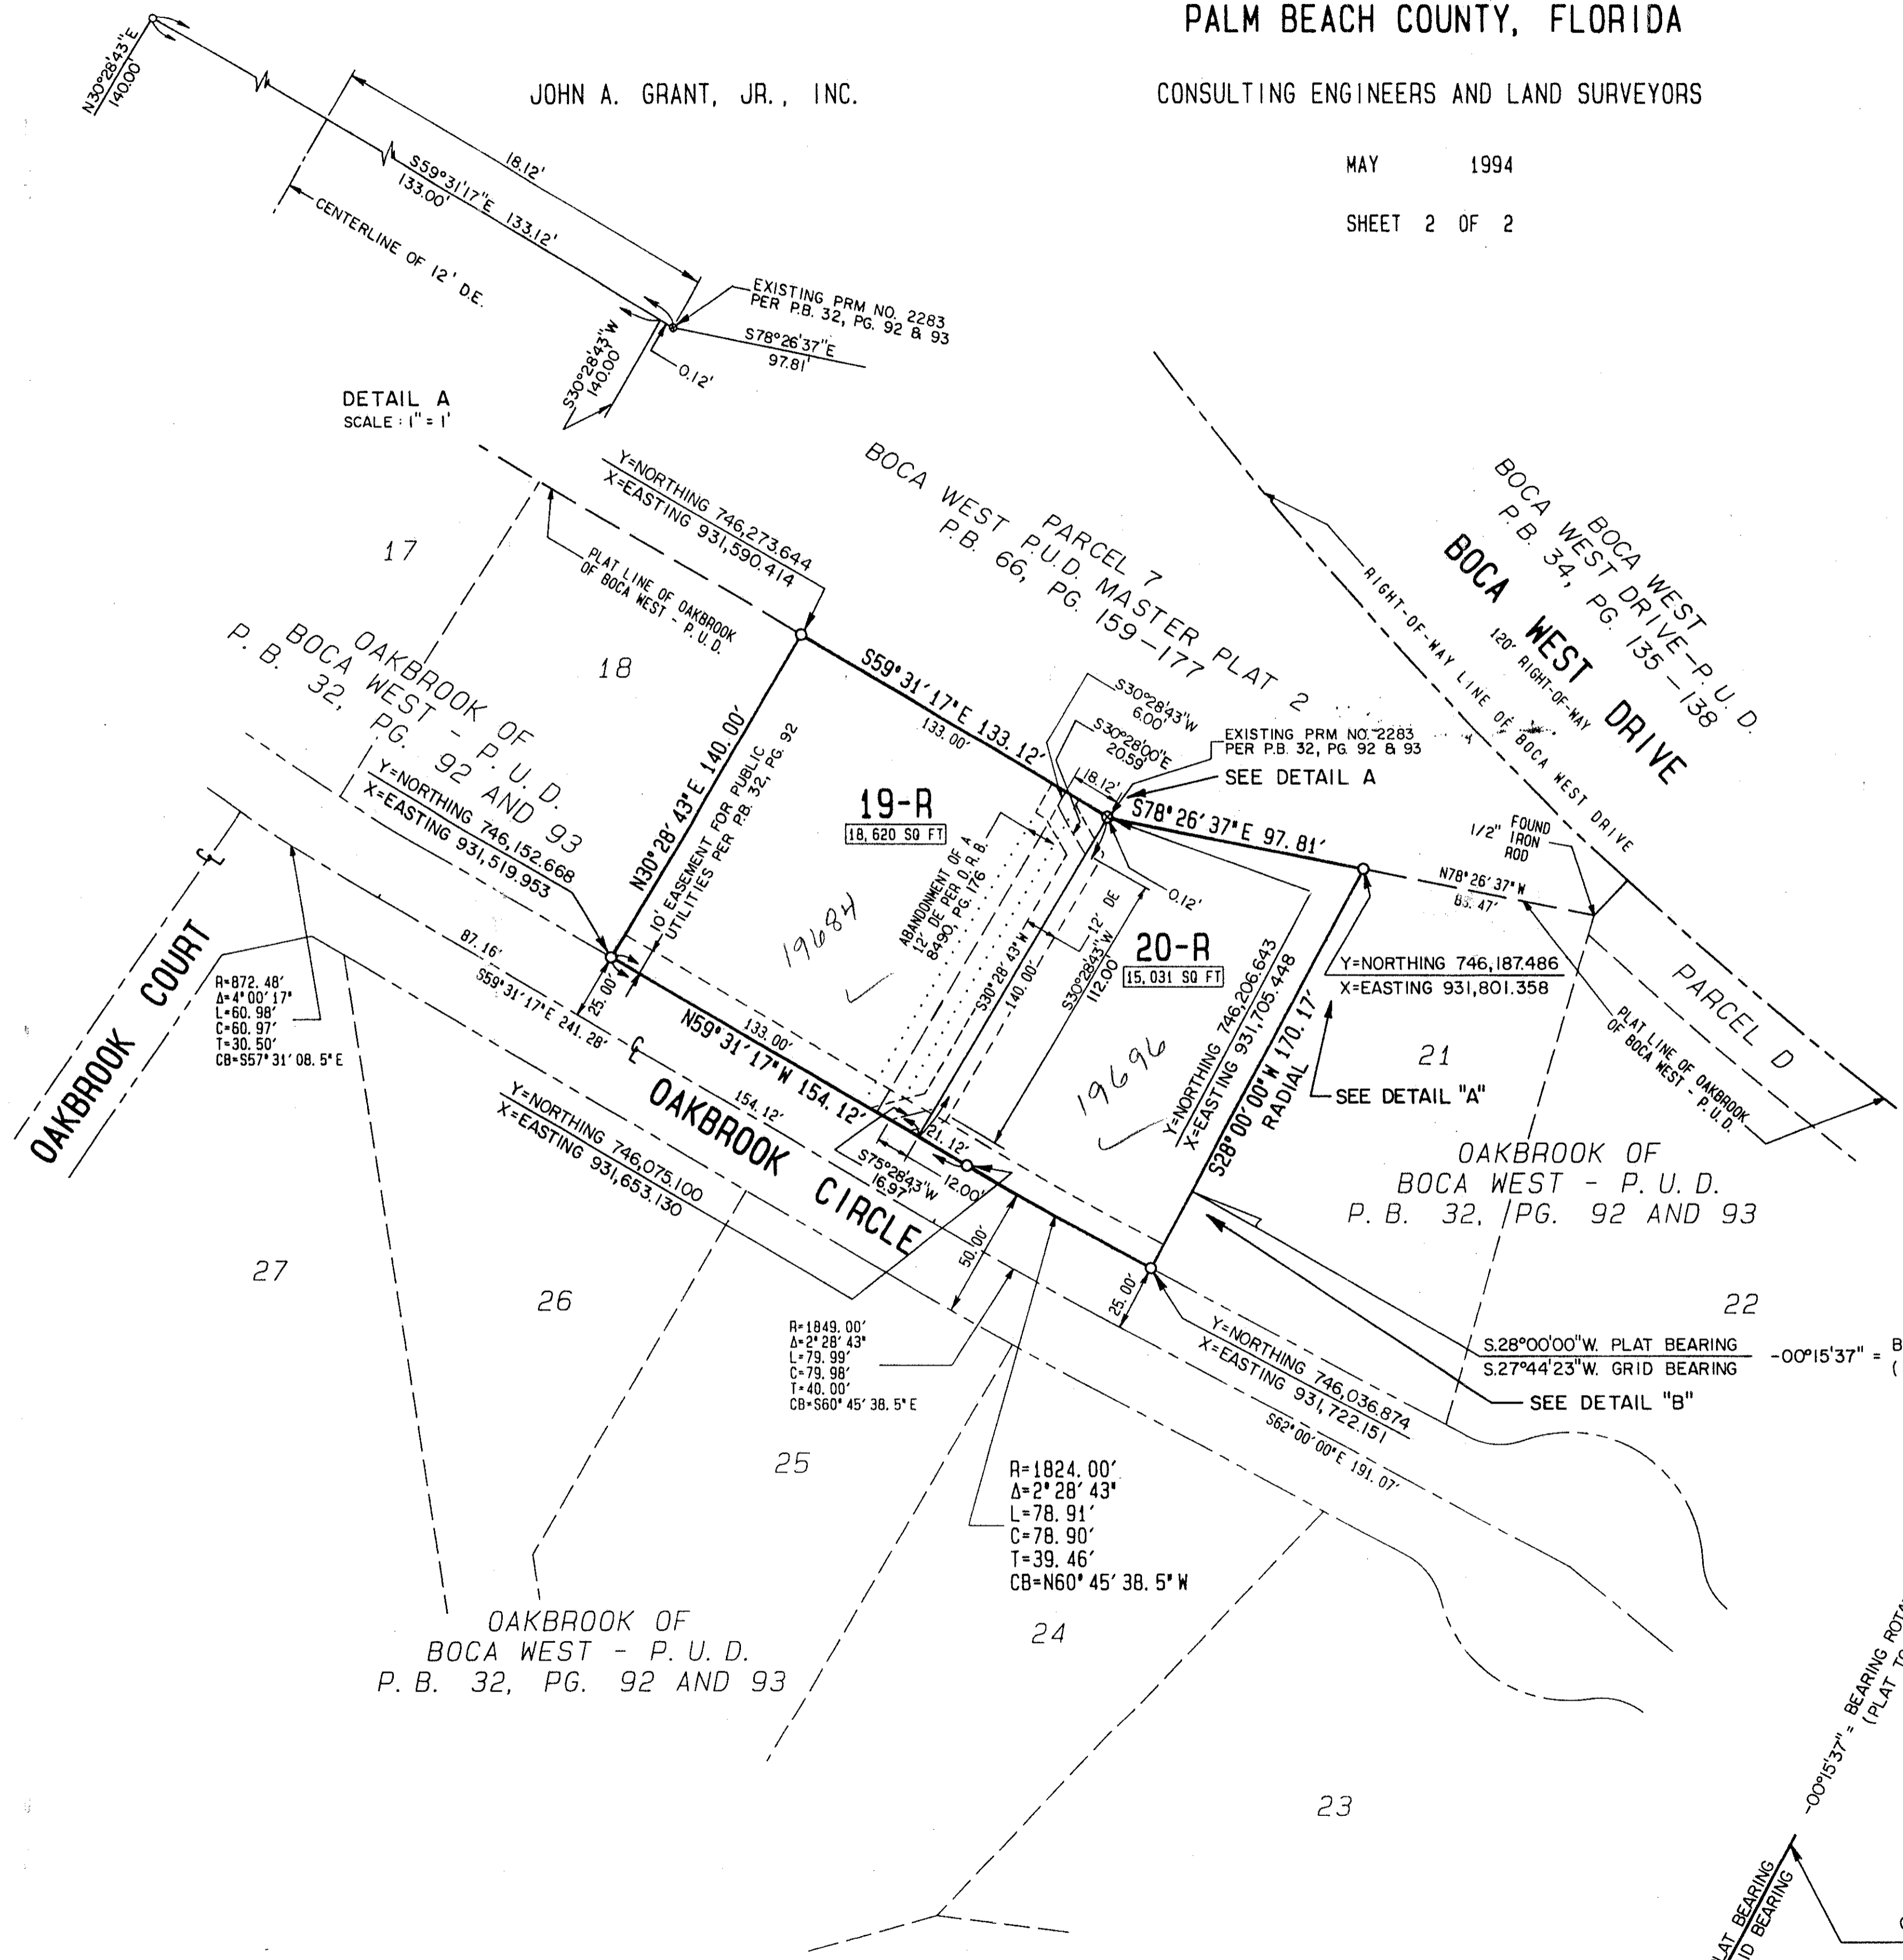 PALM BEACH COUNTY, FLORIDA
JOHN A. GRANT, JR., INC.
CONSULTING ENGINEERS AND LAND SURVEYORS
MAY 1994
SHEET 2 OF 2
N30°28'43"E
140.00'
18.12'
S59°31'17"E 133.12'
133.00'
CENTERLINE OF 12' D.E.
EXISTING PRM NO. 2283
PER P.B. 32, PG. 92 & 93
S78°26'37"E
97.81'
S30°28'43"W
140.00'
0.12'
DETAIL A
SCALE : 1" = 1'
Y=NORTHING 746,273.644
X=EASTING 931,590.414
PLAT LINE OF OAKBROOK
OF BOCA WEST - P.U.D.
17
18
PARCEL 7
BOCA WEST P.U.D. MASTER PLAT 2
P.B. 66, PG. 159-177
BOCA WEST
BOCA WEST DRIVE-P.U.D.
P.B. 34, PG. 135-138
BOCA WEST DRIVE
120' RIGHT-OF-WAY
RIGHT-OF-WAY LINE OF BOCA WEST DRIVE
OAKBROOK OF
BOCA WEST - P.U.D.
P.B. 32, PG. 92 AND 93
Y=NORTHING 746,152.668
X=EASTING 931,519.953
N30°28'43"E 140.00'
10' EASEMENT FOR PUBLIC
UTILITIES PER P.B. 32, PG. 92
S59°31'17"E 133.12'
133.00'
S30°28'43"W
6.00'
S30°28'00"E
20.59'
18.12'
EXISTING PRM NO. 2283
PER P.B. 32, PG. 92 & 93
SEE DETAIL A
S78°26'37"E 97.81'
19-R
18,620 SQ FT
ABANDONMENT OF A
12' DE PER O.R.B.
8490, PG. 176
19684
0.12'
12' DE
S30°28'43"W
140.00'
S30°28'43"W
112.00'
20-R
15,031 SQ FT
19696
Y=NORTHING 746,206.643
X=EASTING 931,705.448
S28°00'00"W 170.17'
RADIAL
FOUND
1/2" IRON
ROD
N78°26'37"W
83.47'
Y=NORTHING 746,187.486
X=EASTING 931,801.358
21
SEE DETAIL "A"
PARCEL D
PLAT LINE OF OAKBROOK
OF BOCA WEST - P.U.D.
OAKBROOK OF
BOCA WEST - P.U.D.
P.B. 32, PG. 92 AND 93
OAKBROOK COURT
℄
R=872.48'
Δ=4°00'17"
L=60.98'
C=60.97'
T=30.50'
CB=S57°31'08.5"E
87.16'
S59°31'17"E 241.28'
25.00'
℄
133.00'
N59°31'17"W 154.12'
154.12'
OAKBROOK CIRCLE
21.12'
S75°28'43"W
16.97'
12.00'
Y=NORTHING 746,075.100
X=EASTING 931,653.130
50.00'
25.00'
27
26
R=1849.00'
Δ=2°28'43"
L=79.99'
C=79.98'
T=40.00'
CB=S60°45'38.5"E
Y=NORTHING 746,036.874
X=EASTING 931,722.151
S62°00'00"E 191.07'
22
S.28°00'00"W. PLAT BEARING
S.27°44'23"W. GRID BEARING
-00°15'37" =
SEE DETAIL "B"
25
R=1824.00'
Δ=2°28'43"
L=78.91'
C=78.90'
T=39.46'
CB=N60°45'38.5"W
OAKBROOK OF
BOCA WEST - P.U.D.
P.B. 32, PG. 92 AND 93
24
23
-00°15'37" = BEARING
(PLAT
BEARING
BEARING